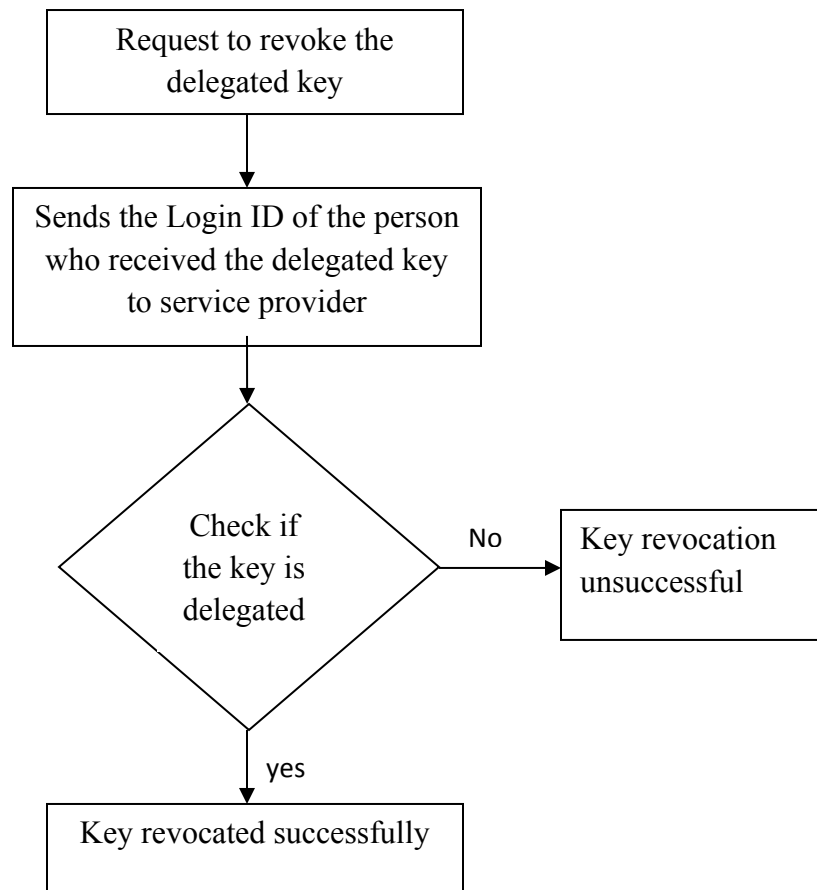 Request to revoke the
delegated key
Sends the Login ID of the person
who received the delegated key
to service provider
Check if
the key is
delegated
No
Key revocation
unsuccessful
yes
Key revocated successfully